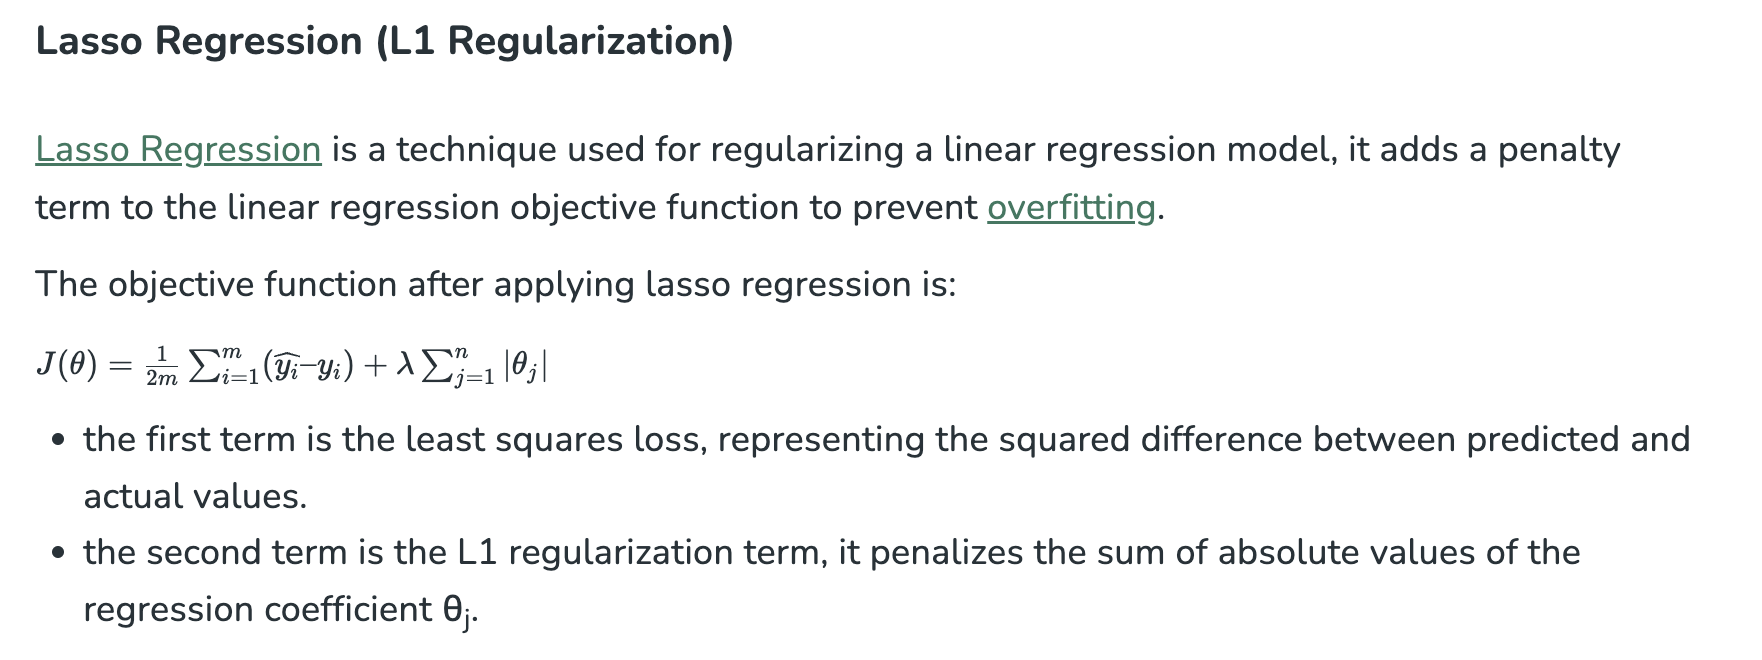 Lasso Regression (L1 Regularization)
Lasso Regression is a technique used for regularizing a linear regression model, it adds a penalty
term to the linear regression objective function to prevent overfitting.
The objective function after applying lasso regression is:
$J(\theta) = \frac{1}{2m} \sum_{i=1}^{m} (\widehat{y_i} – y_i) + \lambda \sum_{j=1}^{n} |\theta_j|$
• the first term is the least squares loss, representing the squared difference between predicted and
actual values.
• the second term is the L1 regularization term, it penalizes the sum of absolute values of the
regression coefficient θⱼ.